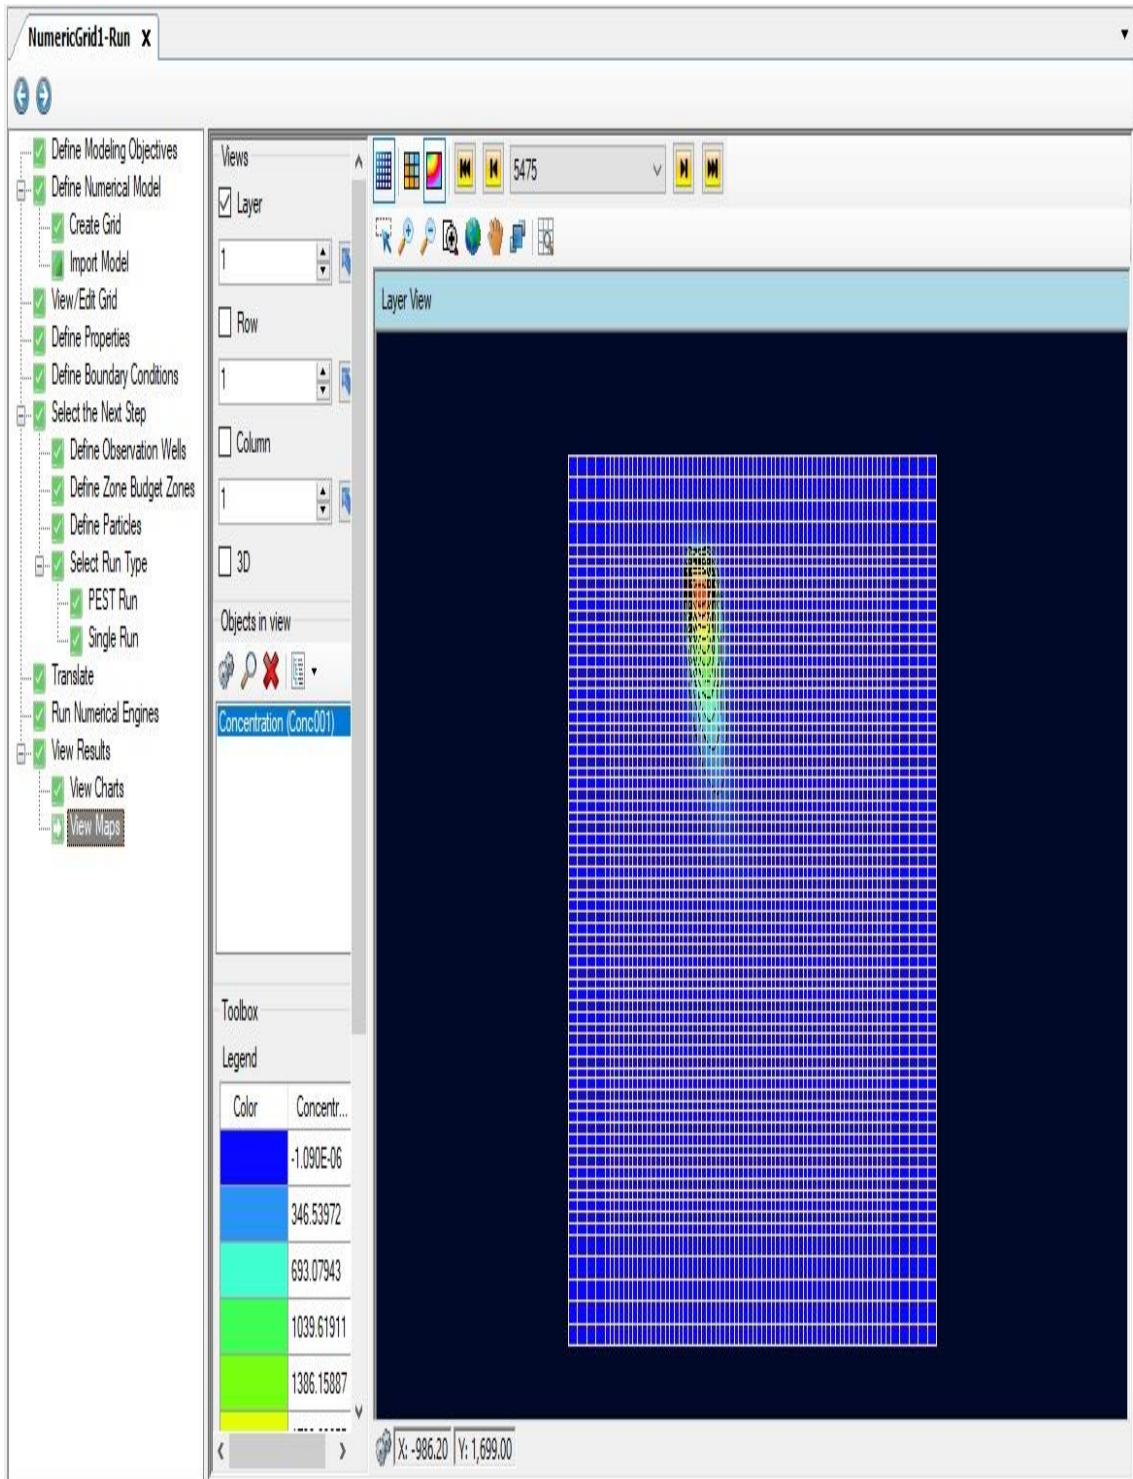 NumericGrid1-Run X
Define Modeling Objectives
Define Numerical Model
Create Grid
Import Model
View/Edit Grid
Define Properties
Define Boundary Conditions
Select the Next Step
Define Observation Wells
Define Zone Budget Zones
Define Particles
Select Run Type
PEST Run
Single Run
Translate
Run Numerical Engines
View Results
View Charts
View Maps
Views
Layer
1
Row
1
Column
1
3D
Objects in view
Concentration (Conc001)
Toolbox
Legend
Color Concentr...
-1.090E-06
346.53972
693.07943
1039.61911
1386.15887
5475
Layer View
X: -986.20 Y: 1,699.00